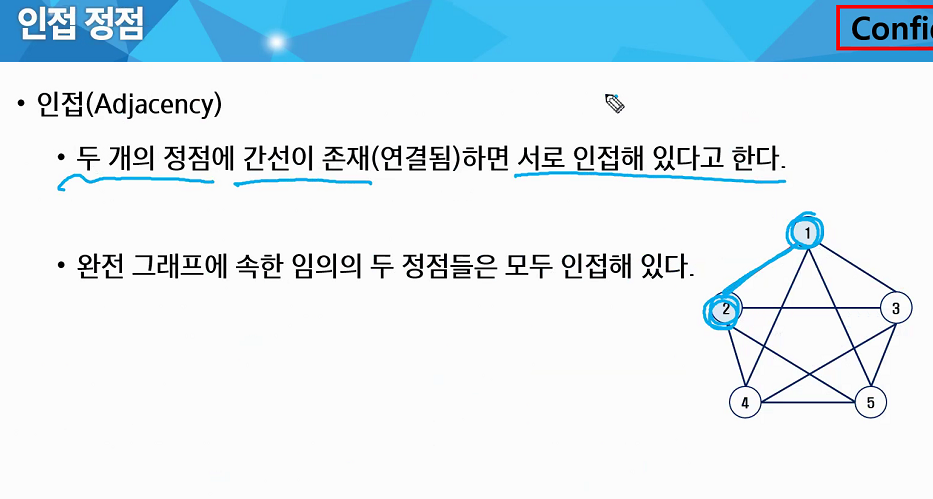 인접 정점
Confi
• 인접(Adjacency)
• 두 개의 정점에 간선이 존재(연결됨)하면 서로 인접해 있다고 한다.
• 완전 그래프에 속한 임의의 두 정점들은 모두 인접해 있다.
1
2
3
4
5